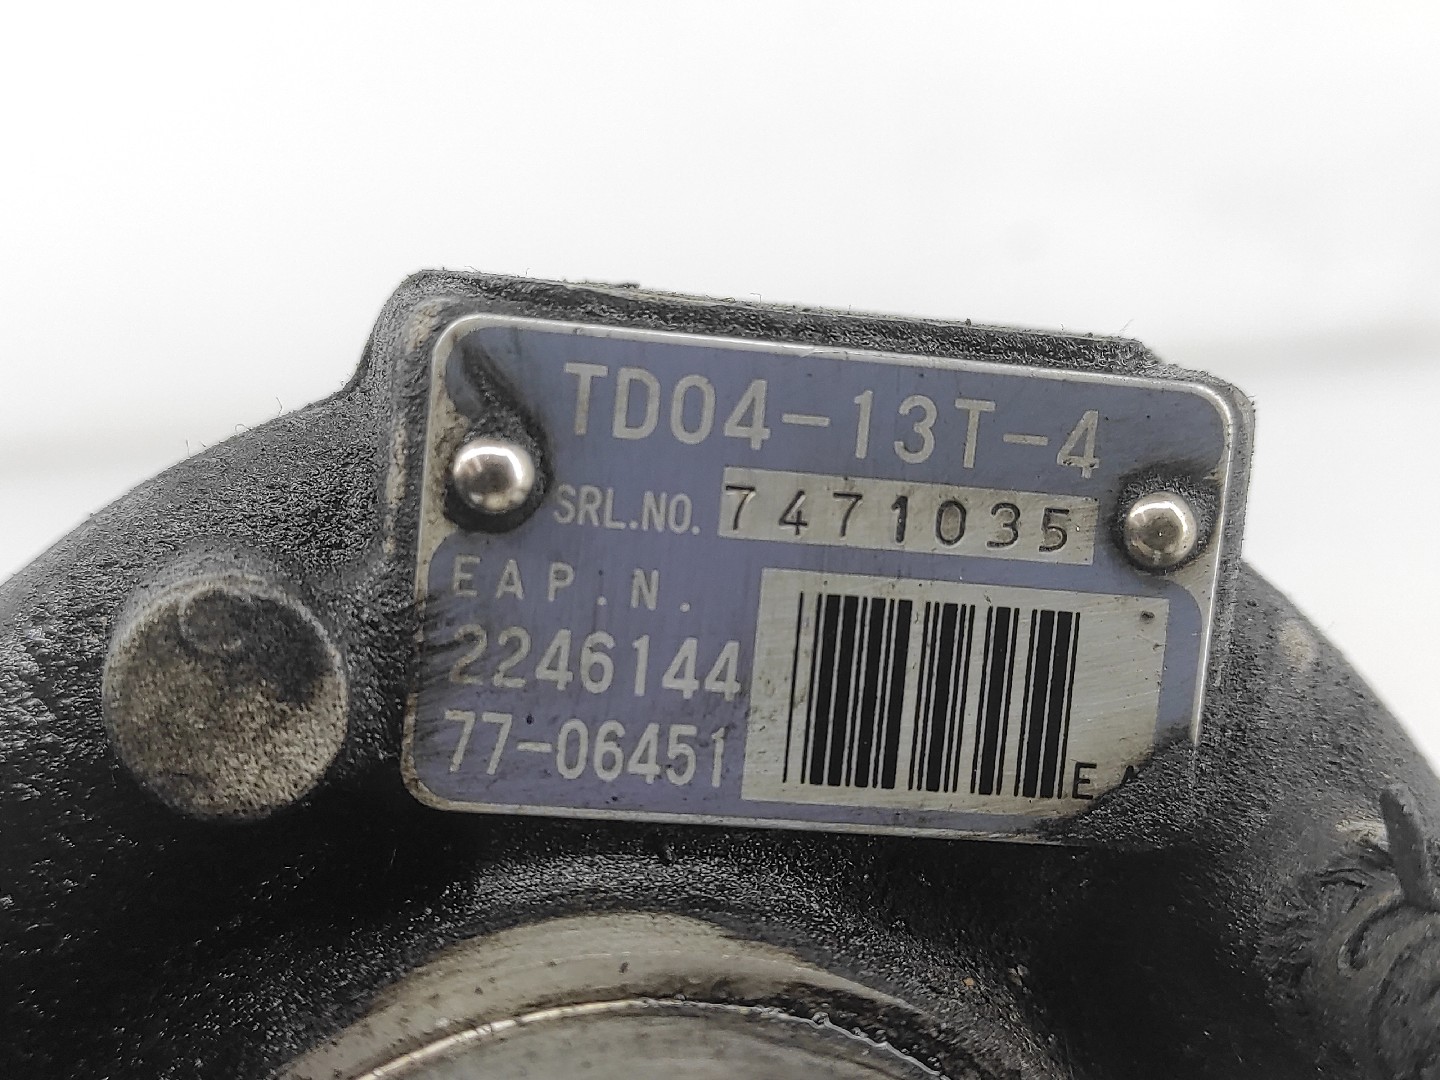 TD04-13T-4
SRL.NO. 7471035
EAP.N.
2246144
77-06451